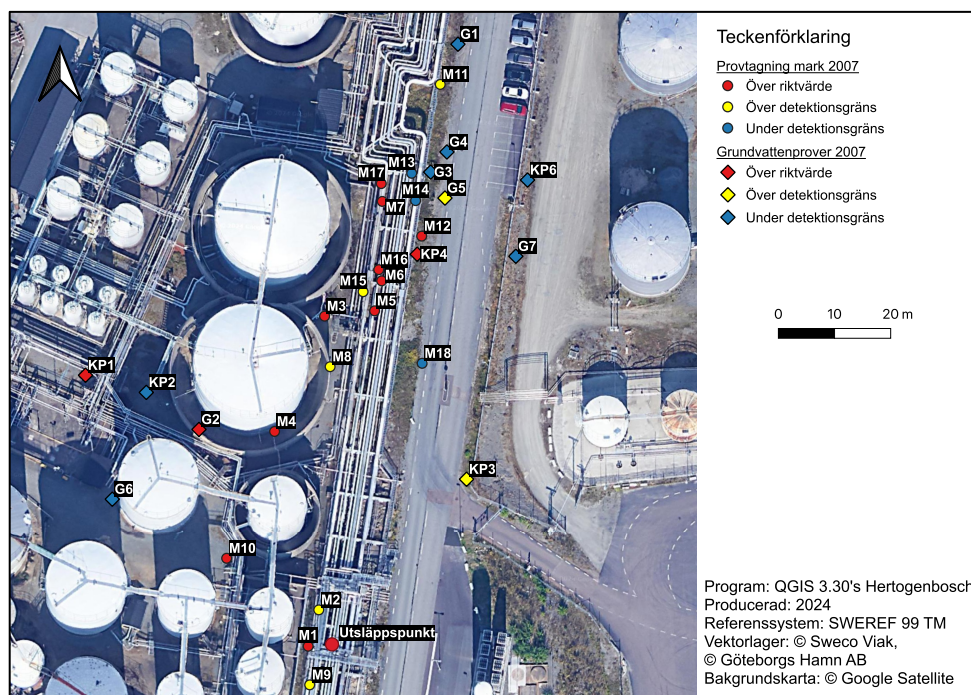 G1
M11
G4
M13
G3
KP6
M17
M14
G5
M7
M12
KP4
G7
M16
M6
M15
M3
M5
M18
M8
KP1
KP2
G2
M4
KP3
G6
M10
M2
M1
Utsläppspunkt
M9
Teckenförklaring
Provtagning mark 2007
Över riktvärde
Över detektionsgräns
Under detektionsgräns
Grundvattenprover 2007
Över riktvärde
Över detektionsgräns
Under detektionsgräns
0 10 20 m
Program: QGIS 3.30's Hertogenbosch
Producerad: 2024
Referenssystem: SWEREF 99 TM
Vektorlager: © Sweco Viak,
© Göteborgs Hamn AB
Bakgrundskarta: © Google Satellite